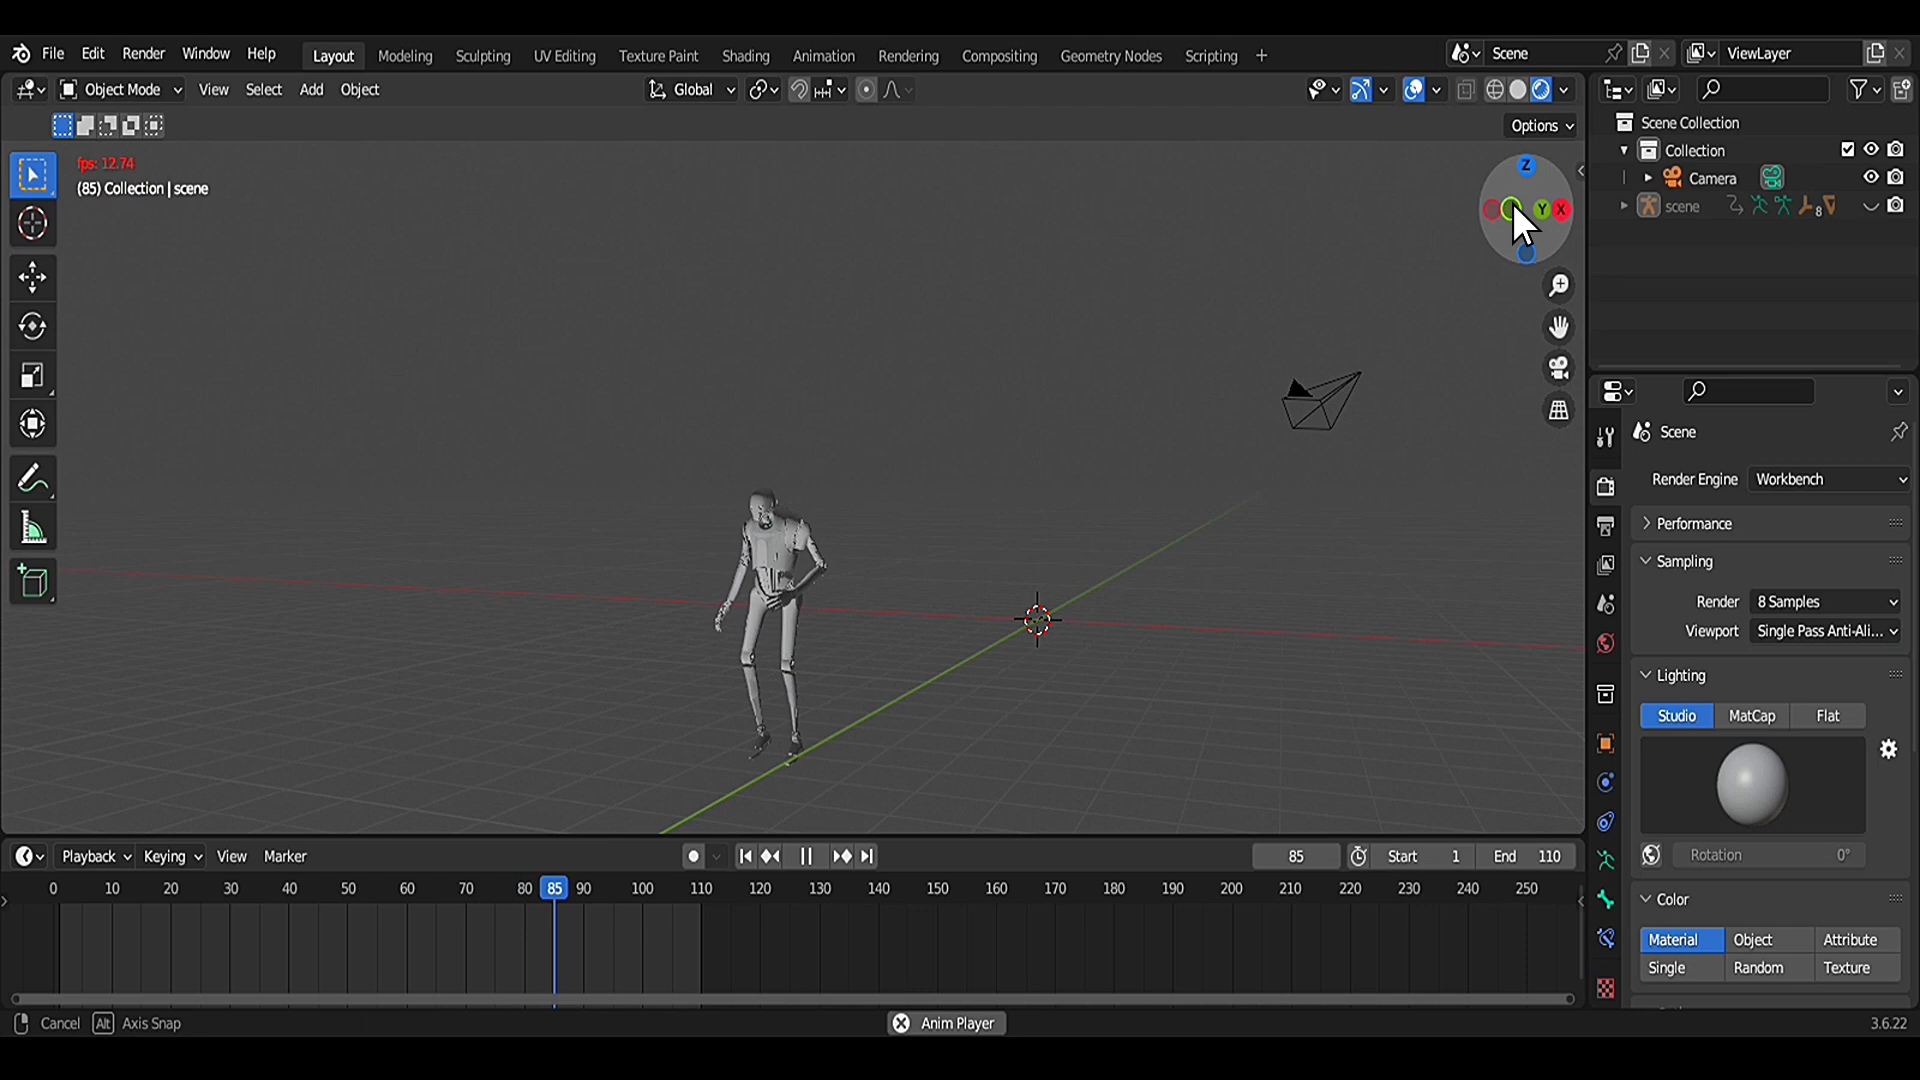 File Edit Render Window Help Layout Modeling Sculpting UV Editing Texture Paint Shading Animation Rendering Compositing Geometry Nodes Scripting + Scene ViewLayer
Object Mode View Select Add Object Global
Options
fps: 12.74
(85) Collection | scene
Z
Y X
Scene Collection
Collection
Camera
scene 8
Scene
Render Engine Workbench
Performance
Sampling
Render 8 Samples
Viewport Single Pass Anti-Ali...
Lighting
Studio MatCap Flat
Rotation 0°
Color
Material Object Attribute
Single Random Texture
Playback Keying View Marker 85 Start 1 End 110
0 10 20 30 40 50 60 70 80 85 90 100 110 120 130 140 150 160 170 180 190 200 210 220 230 240 250
Cancel Alt Axis Snap Anim Player 3.6.22